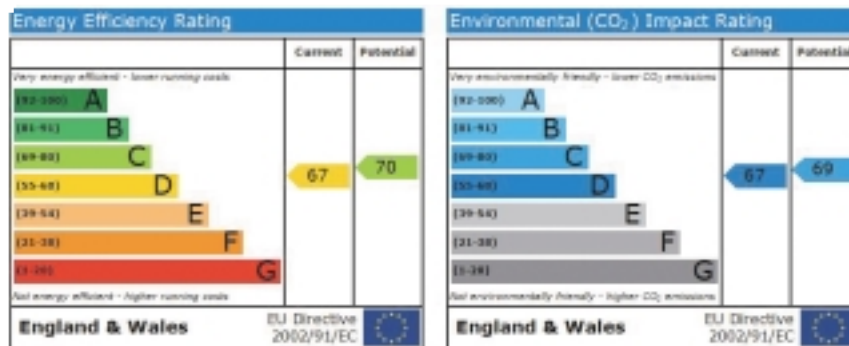 Energy Efficiency Rating
Current Potential
Very energy efficient - lower running costs
(92-100) A
(81-91) B
(69-80) C
(55-68) D
(39-54) E
(21-38) F
(1-20) G
67
70
Not energy efficient - higher running costs
England & Wales
EU Directive
2002/91/EC
Environmental (CO₂) Impact Rating
Current Potential
Very environmentally friendly - lower CO₂ emissions
(92-100) A
(81-91) B
(69-80) C
(55-68) D
(39-54) E
(21-38) F
(1-20) G
67
69
Not environmentally friendly - higher CO₂ emissions
England & Wales
EU Directive
2002/91/EC